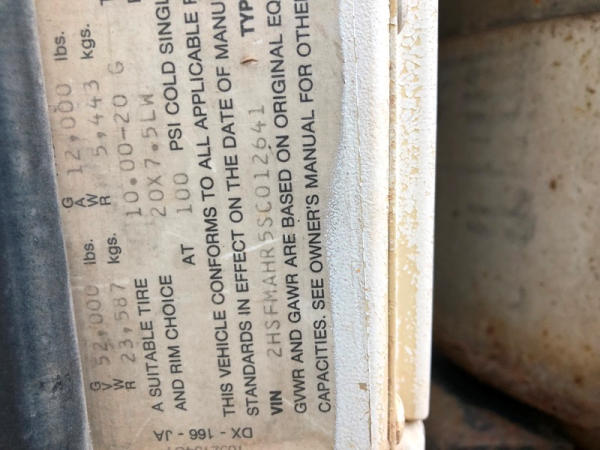 GVWR 52,000 lbs. GAWR 12,000 lbs.
23,587 kgs. 5,443 kgs.
A SUITABLE TIRE 10.00-20 G
AND RIM CHOICE 20X7.5LW
AT 100 PSI COLD SINGL
THIS VEHICLE CONFORMS TO ALL APPLICABLE F
STANDARDS IN EFFECT ON THE DATE OF MANU
VIN 2HSFMAHR5SC012641 TYP
GVWR AND GAWR ARE BASED ON ORIGINAL EQ
CAPACITIES. SEE OWNER'S MANUAL FOR OTHE
DX - 166 - JA